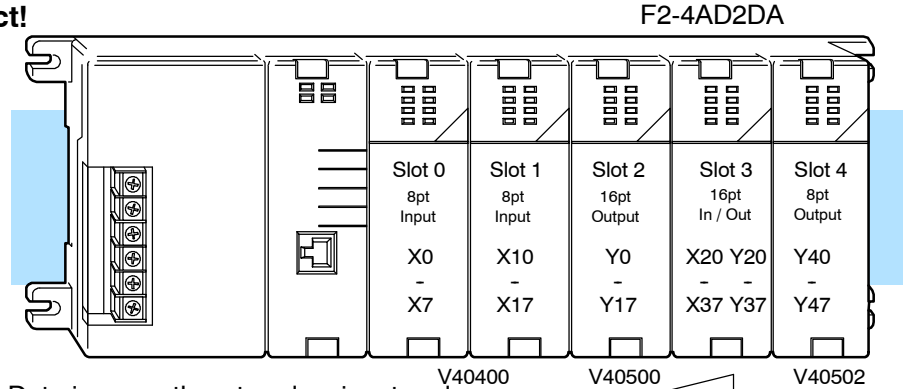 ct!
F2-4AD2DA
Slot 0
8pt
Input
X0
-
X7
Slot 1
8pt
Input
X10
-
X17
Slot 2
16pt
Output
Y0
-
Y17
Slot 3
16pt
In / Out
X20 Y20
- -
X37 Y37
Slot 4
8pt
Output
Y40
-
Y47
V40400
V40500
V40502